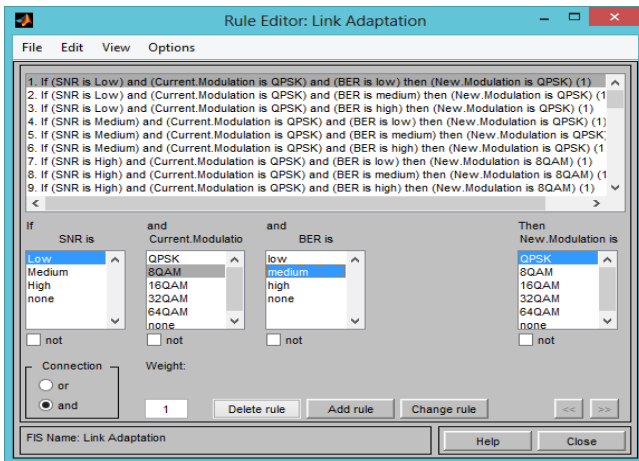 Rule Editor: Link Adaptation
File Edit View Options
1. If (SNR is Low) and (Current.Modulation is QPSK) and (BER is low) then (New.Modulation is QPSK) (1)
2. If (SNR is Low) and (Current.Modulation is QPSK) and (BER is medium) then (New.Modulation is QPSK) (1
3. If (SNR is Low) and (Current.Modulation is QPSK) and (BER is high) then (New.Modulation is QPSK) (1)
4. If (SNR is Medium) and (Current.Modulation is QPSK) and (BER is low) then (New.Modulation is QPSK) (1)
5. If (SNR is Medium) and (Current.Modulation is QPSK) and (BER is medium) then (New.Modulation is QPSK
6. If (SNR is Medium) and (Current.Modulation is QPSK) and (BER is high) then (New.Modulation is QPSK) (1
7. If (SNR is High) and (Current.Modulation is QPSK) and (BER is low) then (New.Modulation is 8QAM) (1)
8. If (SNR is High) and (Current.Modulation is QPSK) and (BER is medium) then (New.Modulation is 8QAM) (1
9. If (SNR is High) and (Current.Modulation is QPSK) and (BER is high) then (New.Modulation is 8QAM) (1)
If and and Then
SNR is Current.Modulatio BER is New.Modulation is
Low QPSK low QPSK
Medium 8QAM medium 8QAM
High 16QAM high 16QAM
none 32QAM none 32QAM
64QAM 64QAM
none none
not not not not
Connection Weight:
or
and 1 Delete rule Add rule Change rule << >>
FIS Name: Link Adaptation Help Close